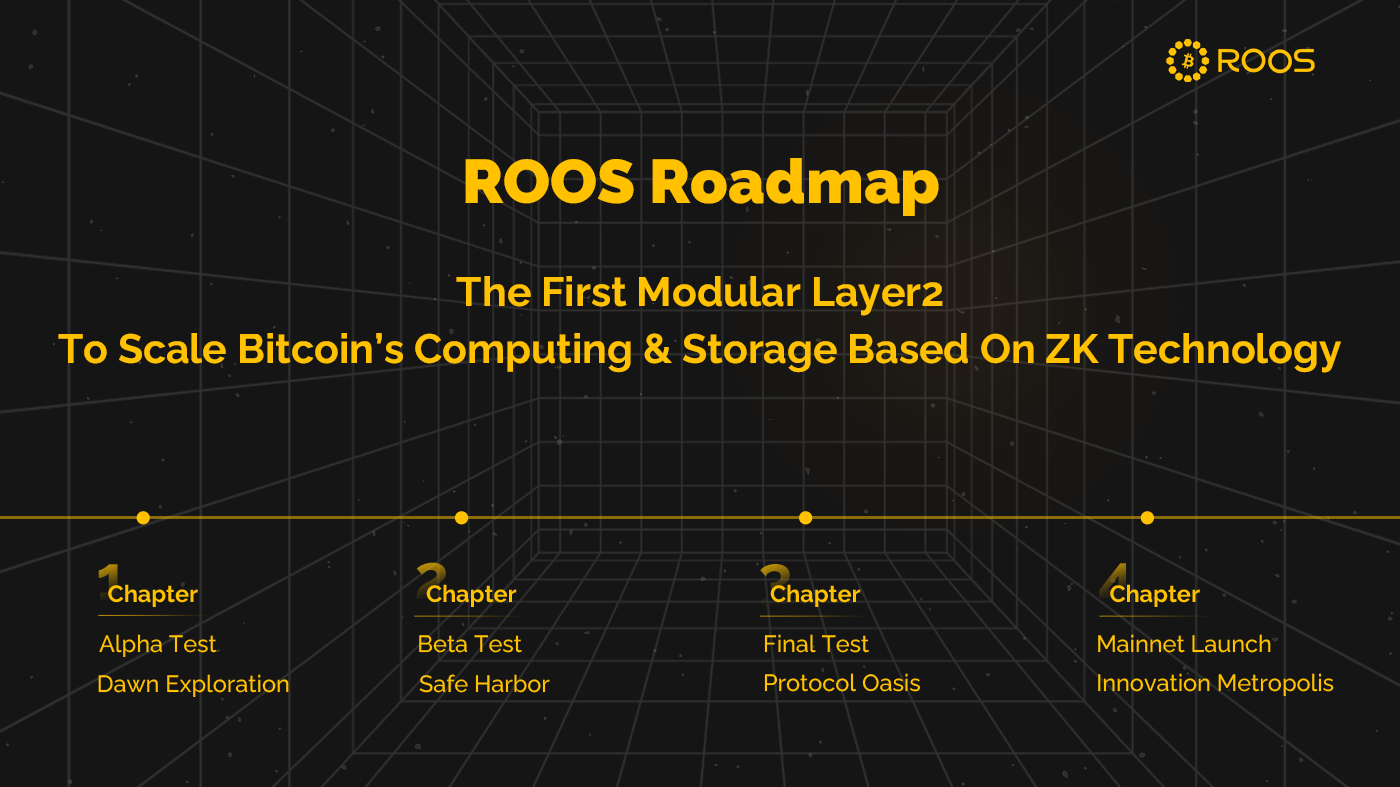 ROOS
ROOS Roadmap
The First Modular Layer2
To Scale Bitcoin’s Computing & Storage Based On ZK Technology
1 Chapter
Alpha Test
Dawn Exploration
2 Chapter
Beta Test
Safe Harbor
3 Chapter
Final Test
Protocol Oasis
4 Chapter
Mainnet Launch
Innovation Metropolis